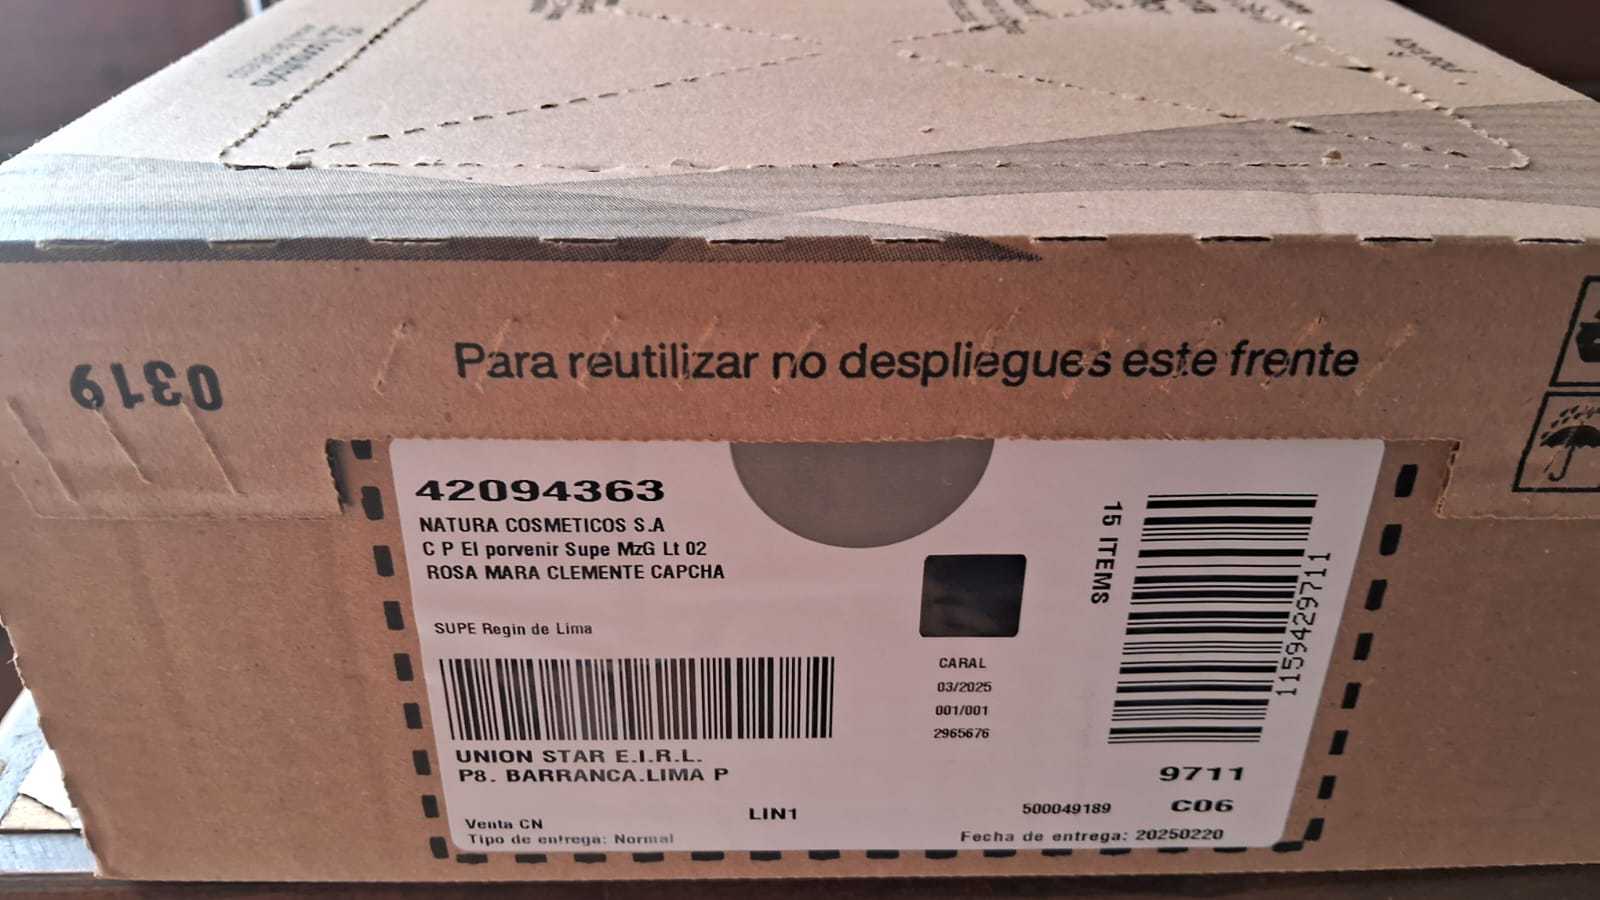 0319
Para reutilizar no despliegues este frente
42094363
NATURA COSMETICOS S.A
C P El porvenir Supe MzG Lt 02
ROSA MARA CLEMENTE CAPCHA
SUPE Regin de Lima
15 ITEMS
115942971​1
CARAL
03/2025
001/001
2965676
UNION STAR E.I.R.L.
P8. BARRANCA.LIMA P
9711
C06
500049189
LIN1
Venta CN
Tipo de entrega: Normal
Fecha de entrega: 20250220